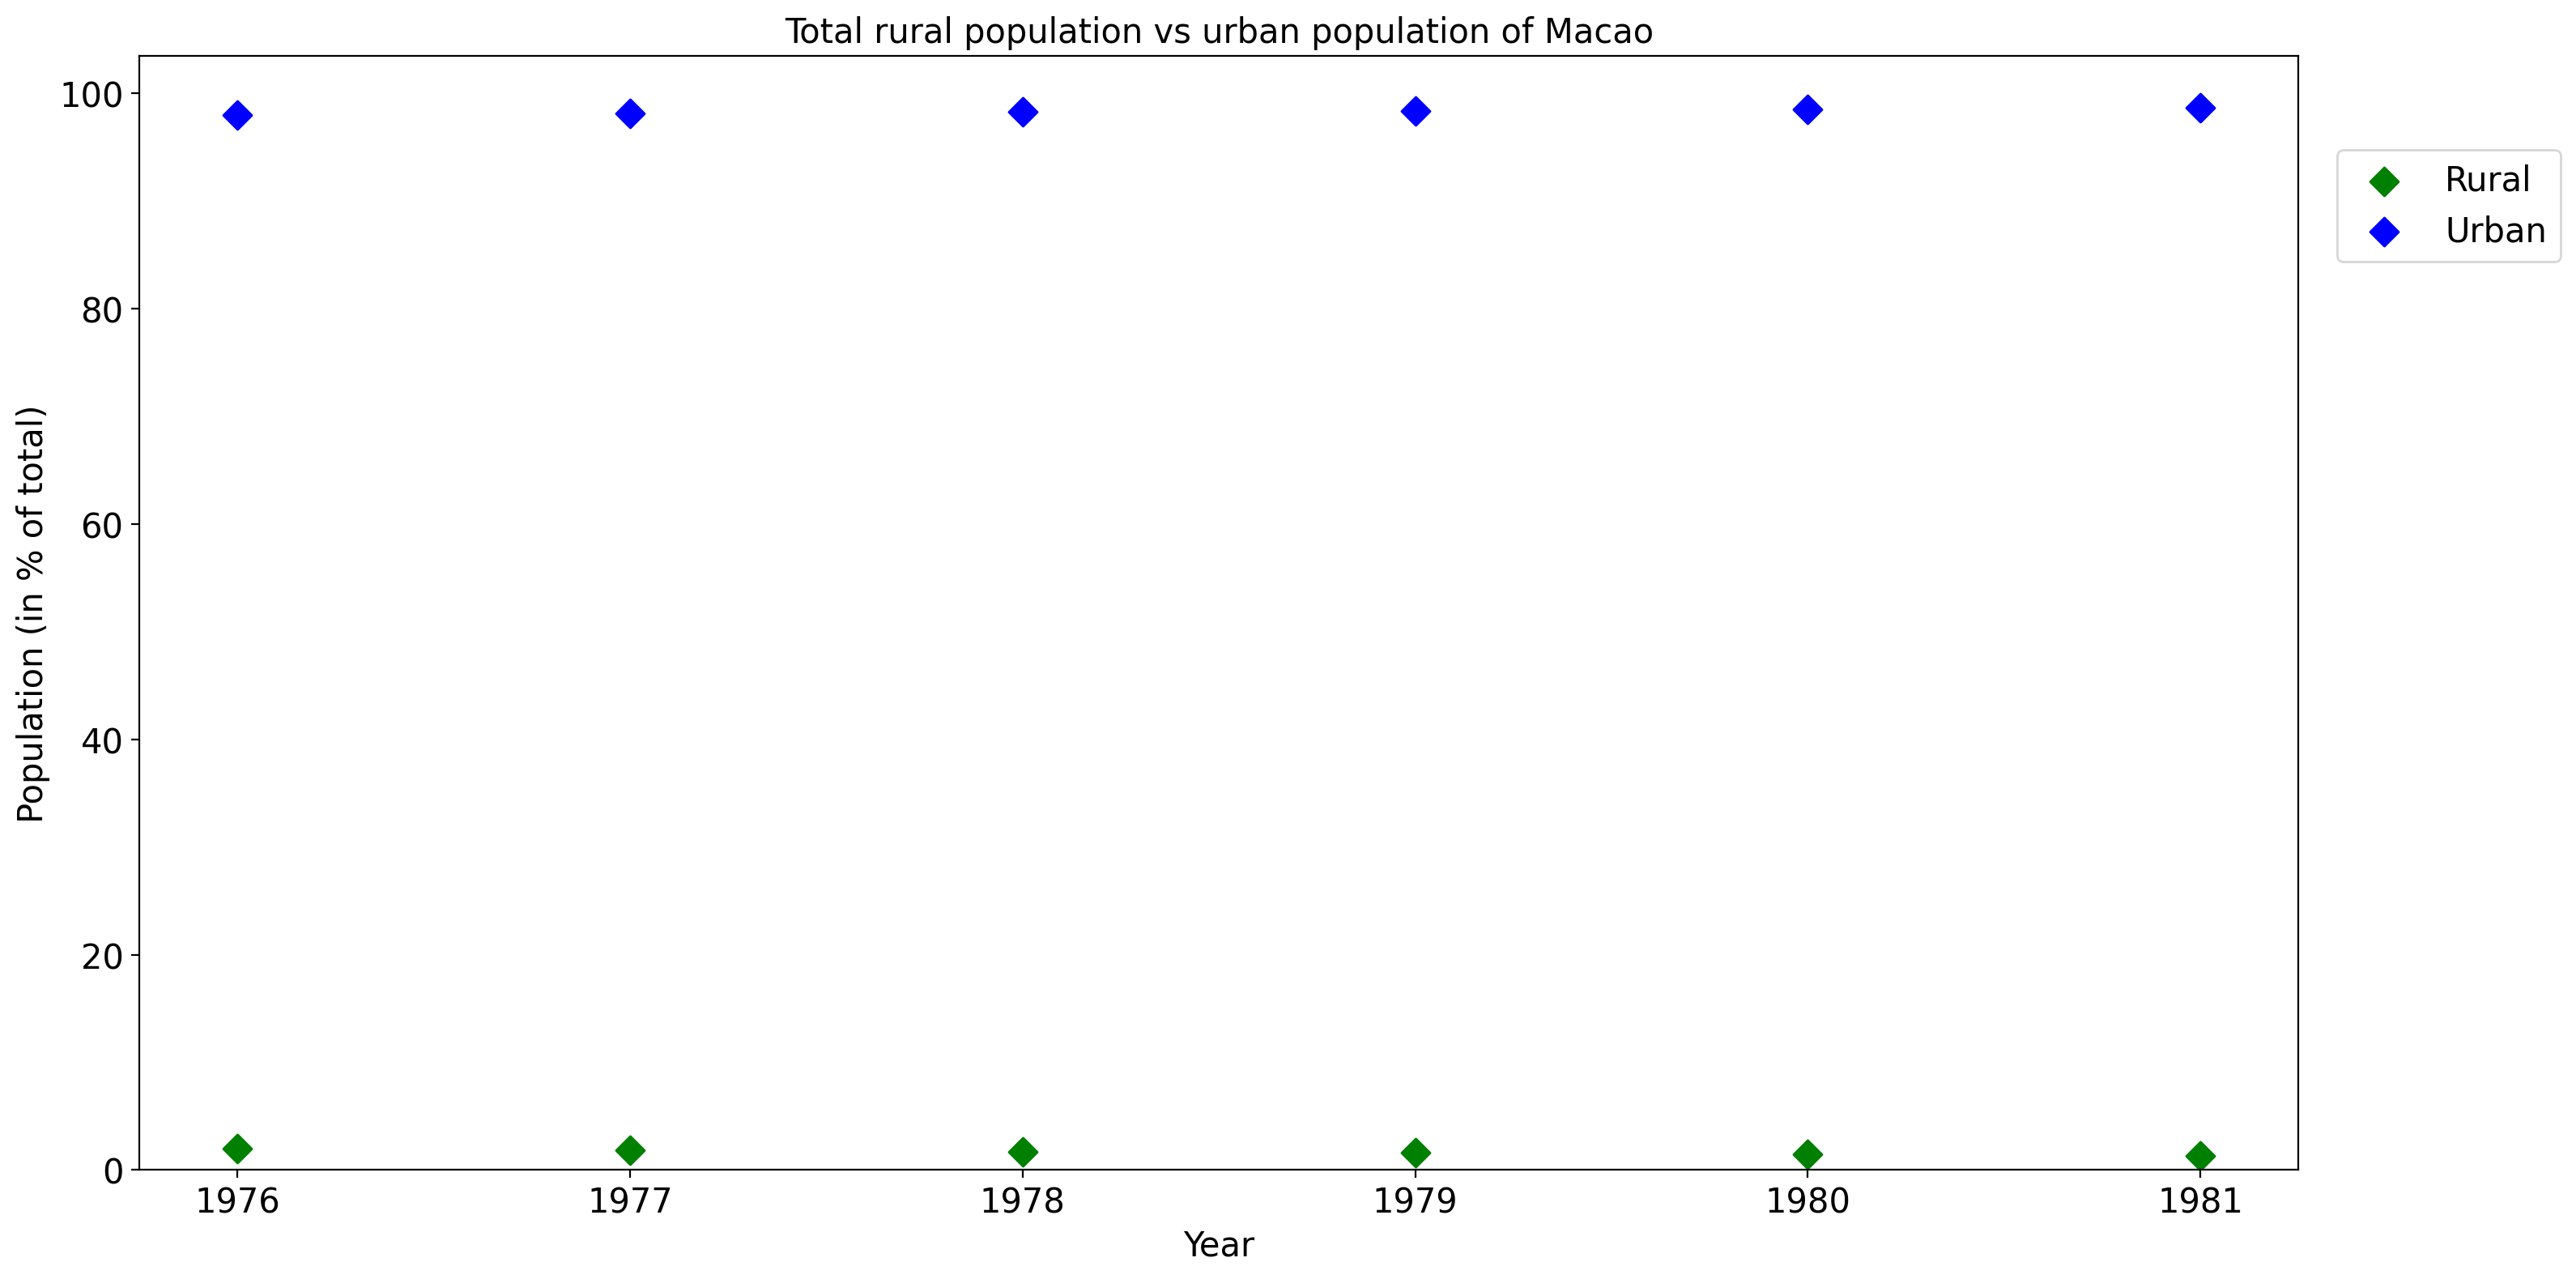 Total rural population vs urban population of Macao
Population (in % of total)
100
80
60
40
20
0
1976 1977 1978 1979 1980 1981
Year
Rural
Urban